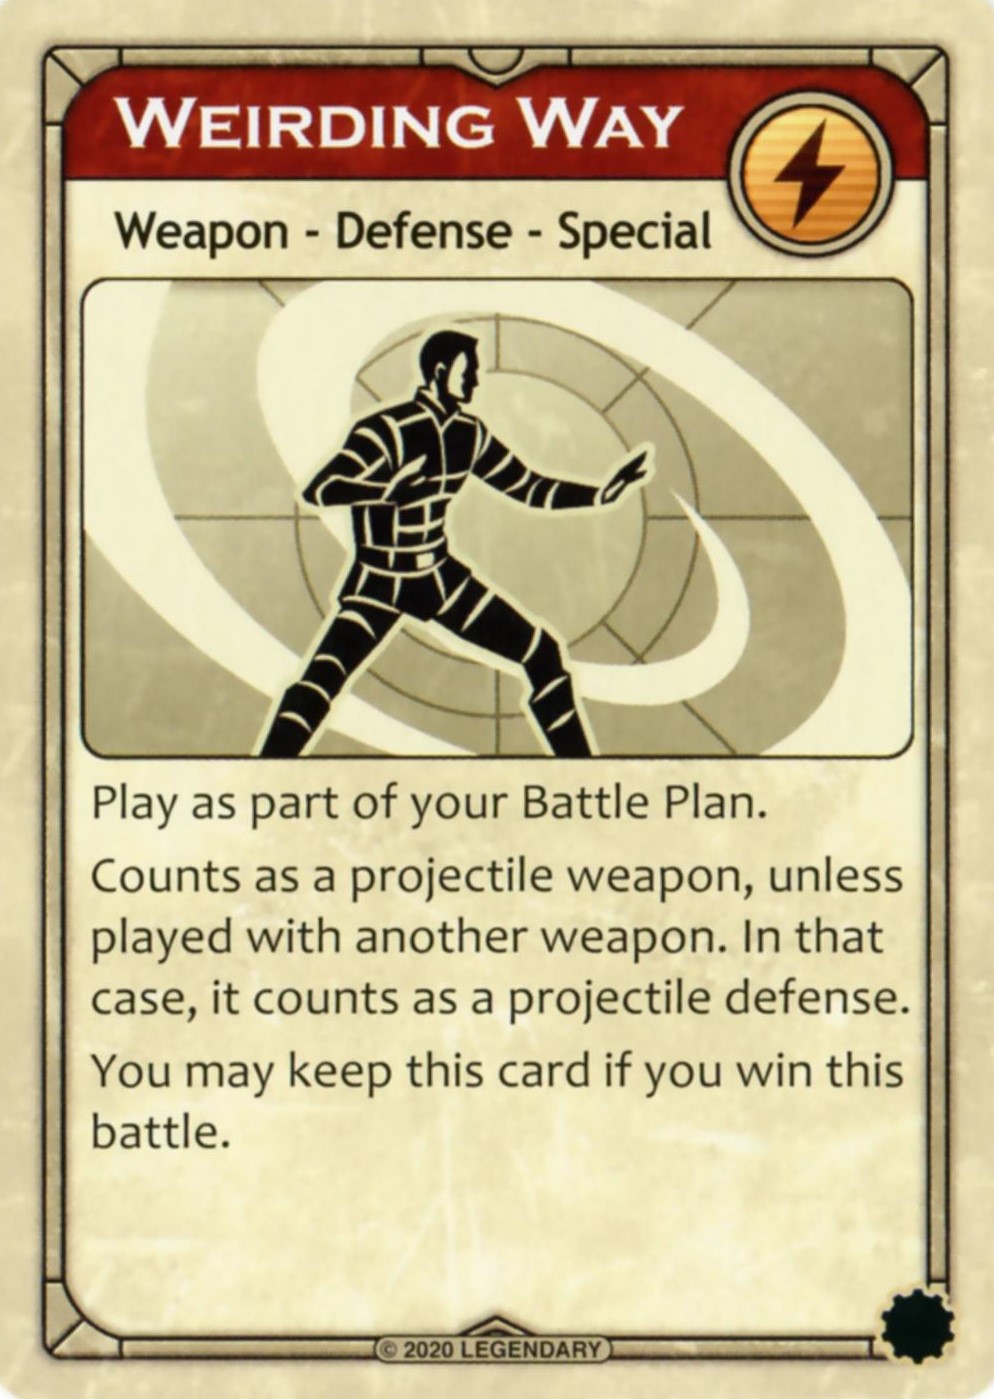 WEIRDING WAY
Weapon - Defense - Special
Play as part of your Battle Plan.
Counts as a projectile weapon, unless
played with another weapon. In that
case, it counts as a projectile defense.
You may keep this card if you win this
battle.
© 2020 LEGENDARY